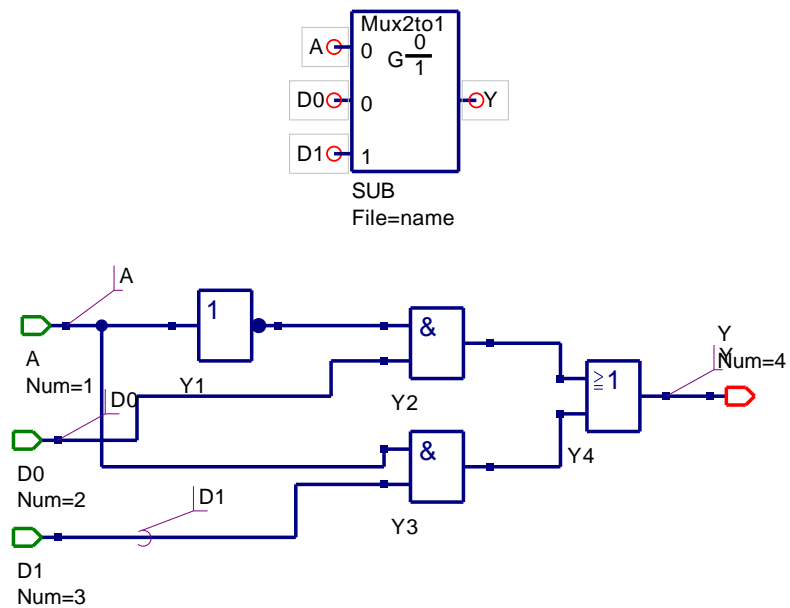 Mux2to1
A 0 G 0
1
D0 0 Y
D1 1
SUB
File=name
A
1
&
Y
A
Y
Num=4
Num=1
Y1
D0
≥1
Y2
D0
&
Y4
Num=2
D1
Y3
D1
Num=3